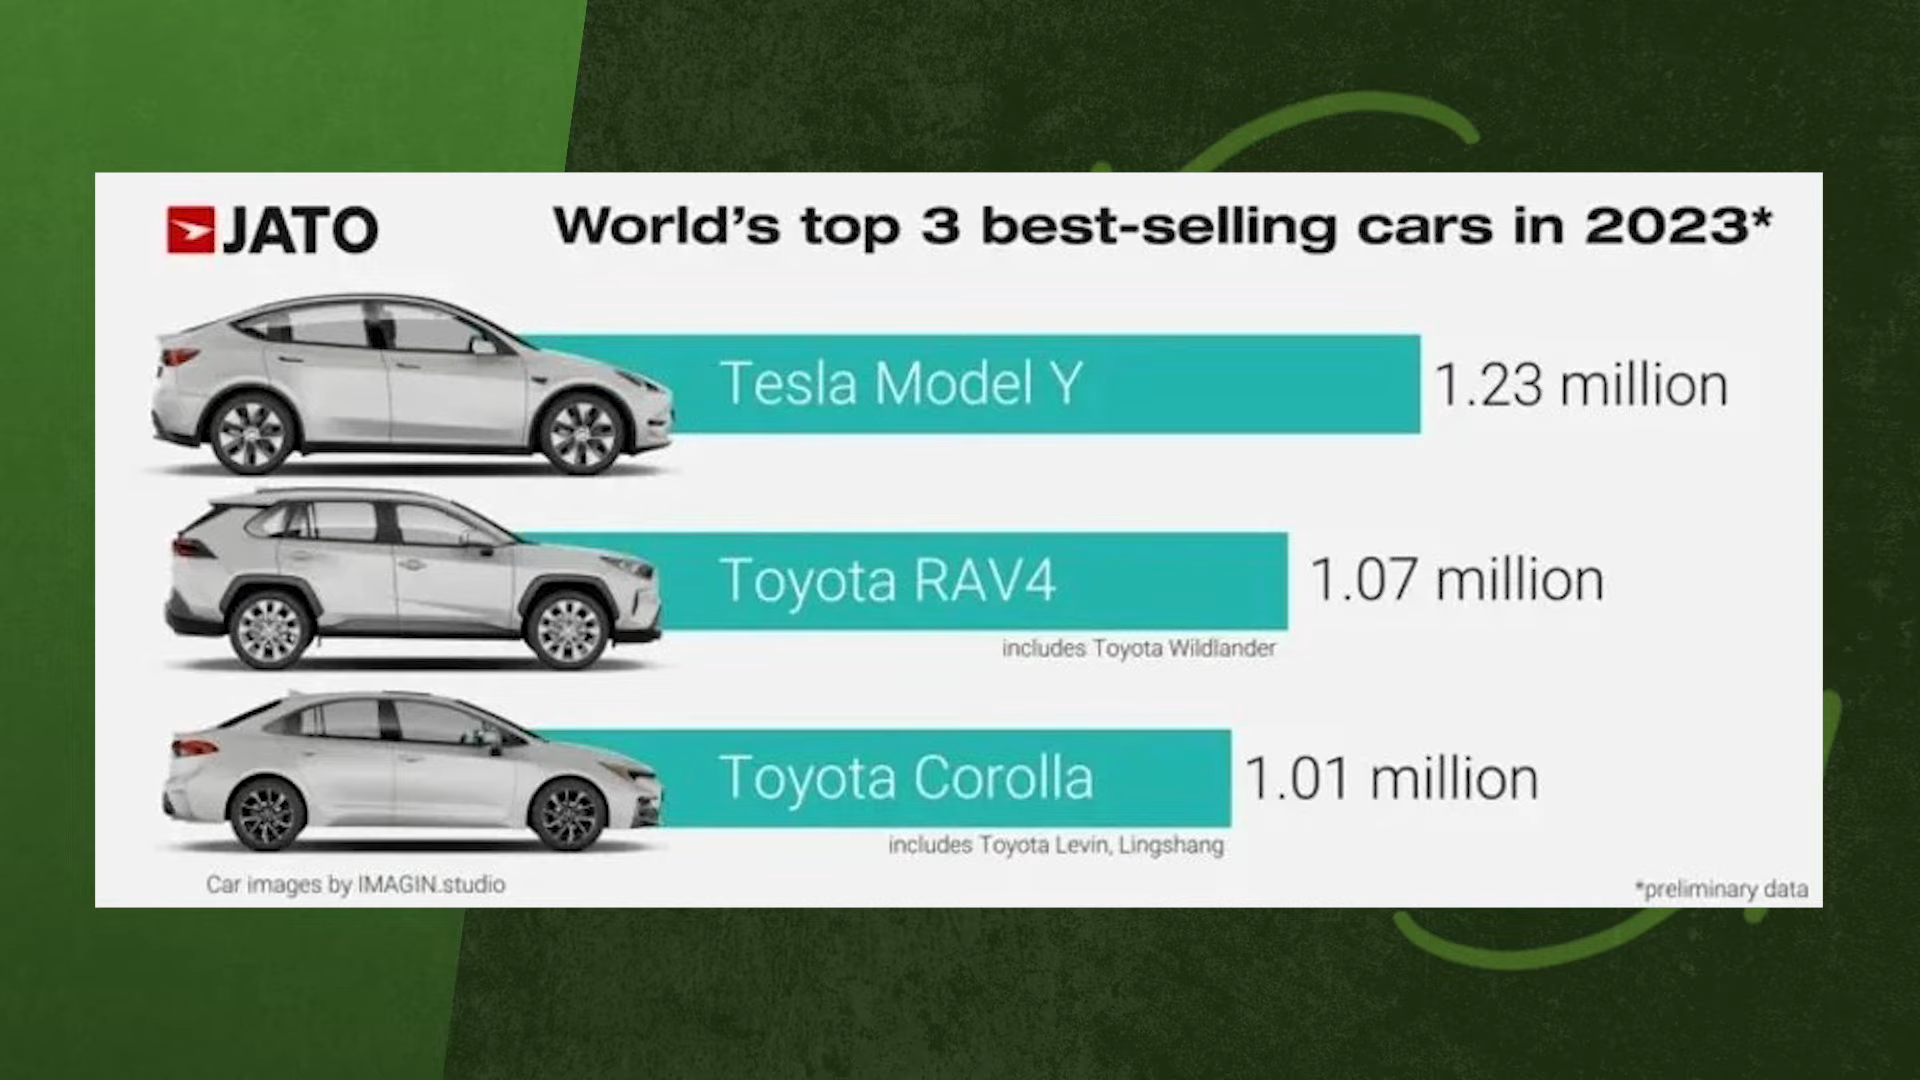 JATO
World's top 3 best-selling cars in 2023*
Tesla Model Y
1.23 million
Toyota RAV4
1.07 million
includes Toyota Wildlander
Toyota Corolla
1.01 million
includes Toyota Levin, Lingshang
Car images by IMAGIN.studio
*preliminary data